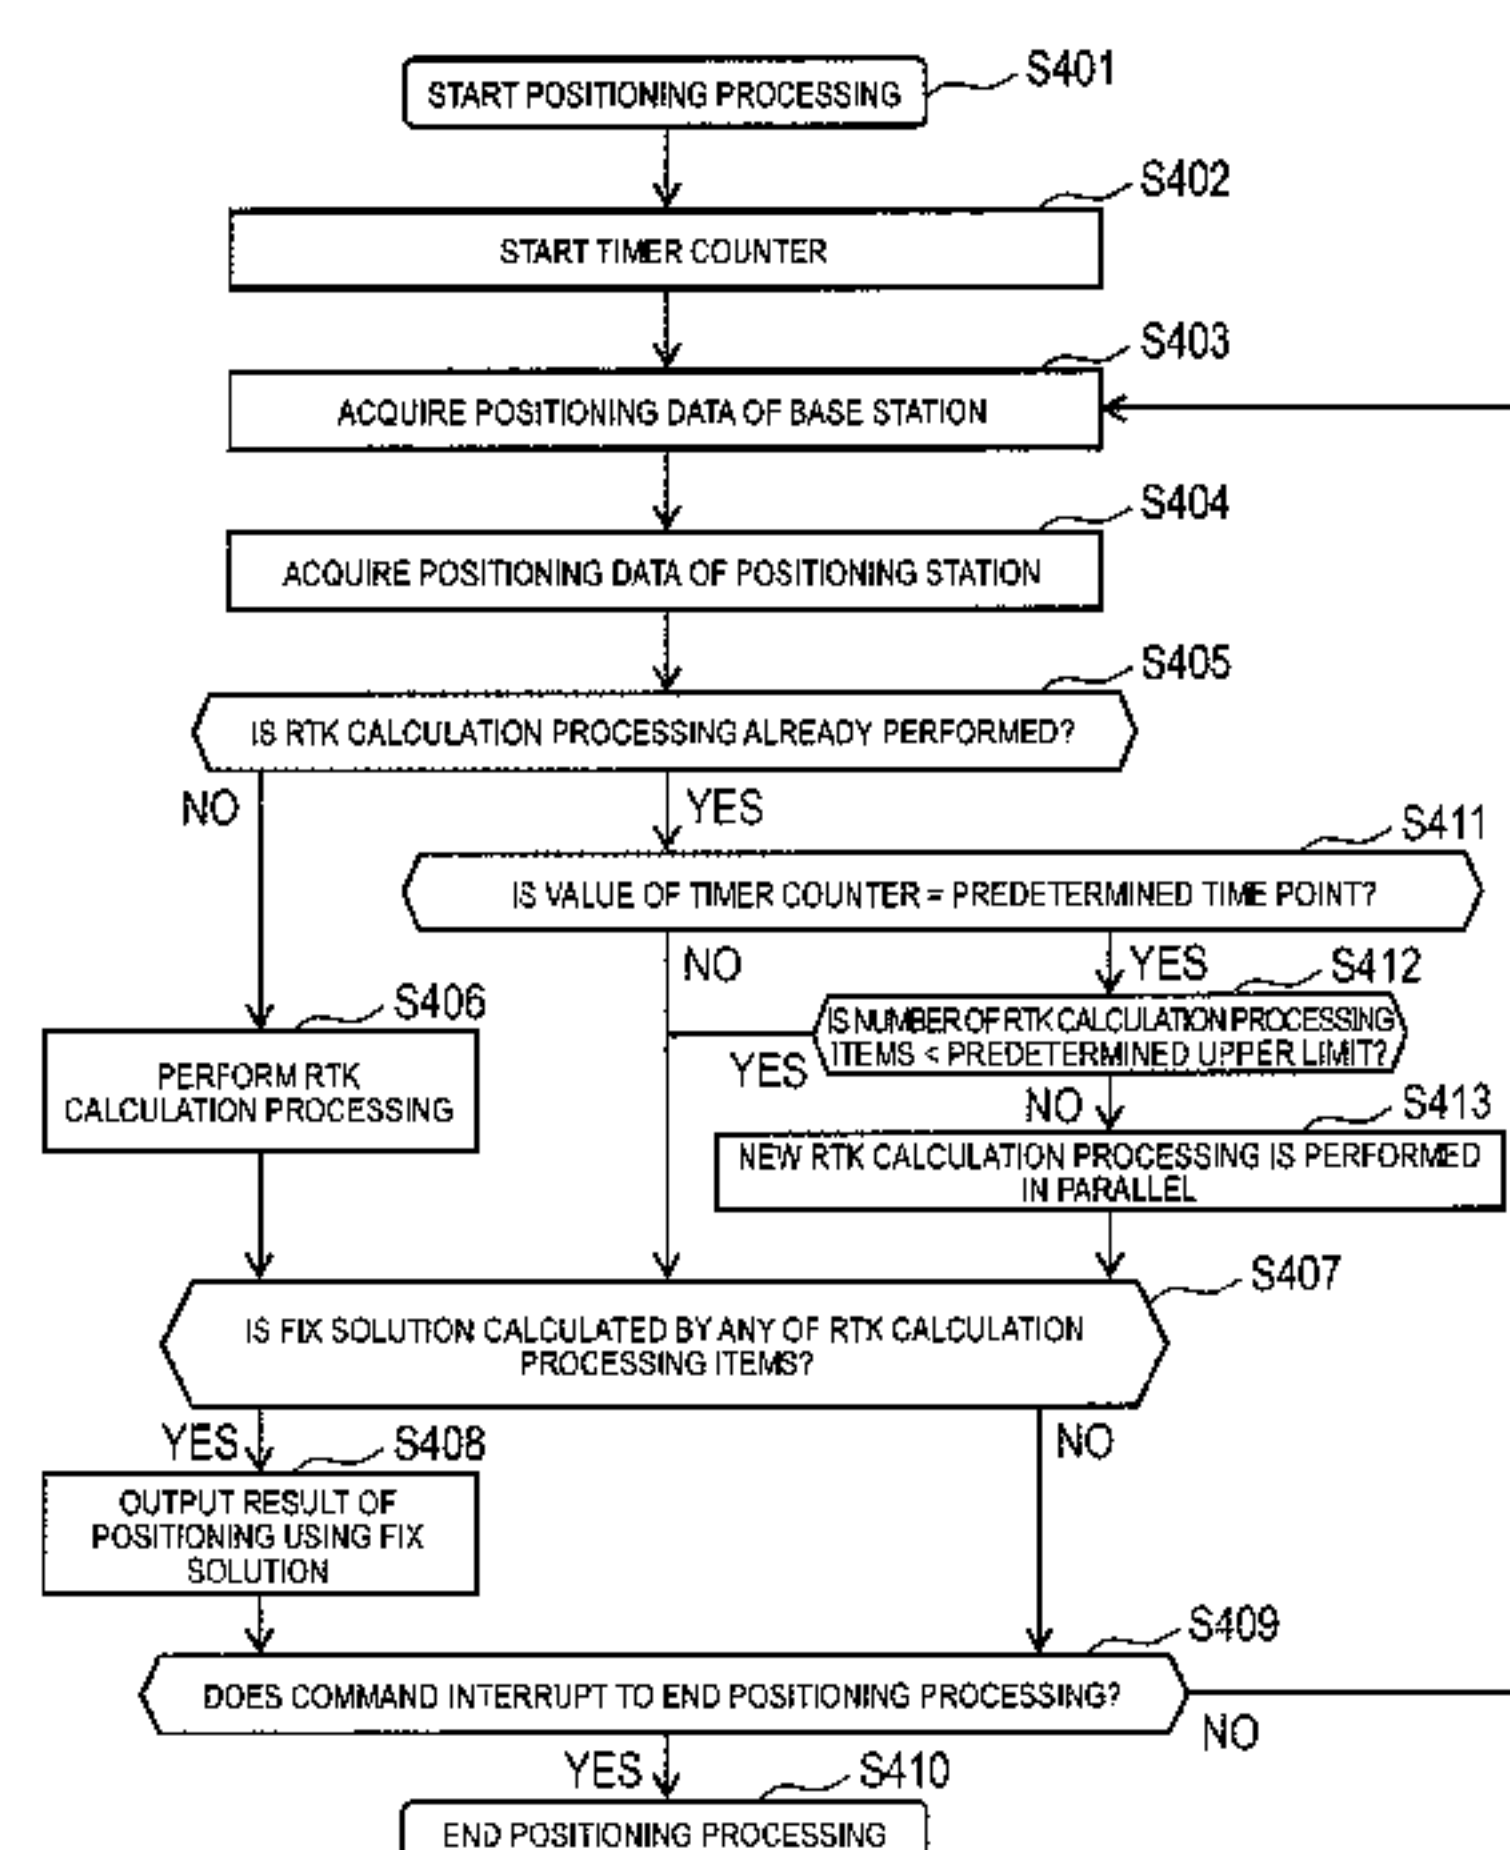 START POSITIONING PROCESSING
S401
S402
START TIMER COUNTER
S403
ACQUIRE POSITIONING DATA OF BASE STATION
S404
ACQUIRE POSITIONING DATA OF POSITIONING STATION
S405
IS RTK CALCULATION PROCESSING ALREADY PERFORMED?
NO
YES
S411
IS VALUE OF TIMER COUNTER = PREDETERMINED TIME POINT?
NO
YES
S412
IS NUMBER OF RTK CALCULATION PROCESSING
ITEMS < PREDETERMINED UPPER LIMIT?
YES
NO
S406
PERFORM RTK
CALCULATION PROCESSING
S413
NEW RTK CALCULATION PROCESSING IS PERFORMED
IN PARALLEL
S407
IS FIX SOLUTION CALCULATED BY ANY OF RTK CALCULATION
PROCESSING ITEMS?
YES
NO
S408
OUTPUT RESULT OF
POSITIONING USING FIX
SOLUTION
S409
DOES COMMAND INTERRUPT TO END POSITIONING PROCESSING?
NO
YES
S410
END POSITIONING PROCESSING